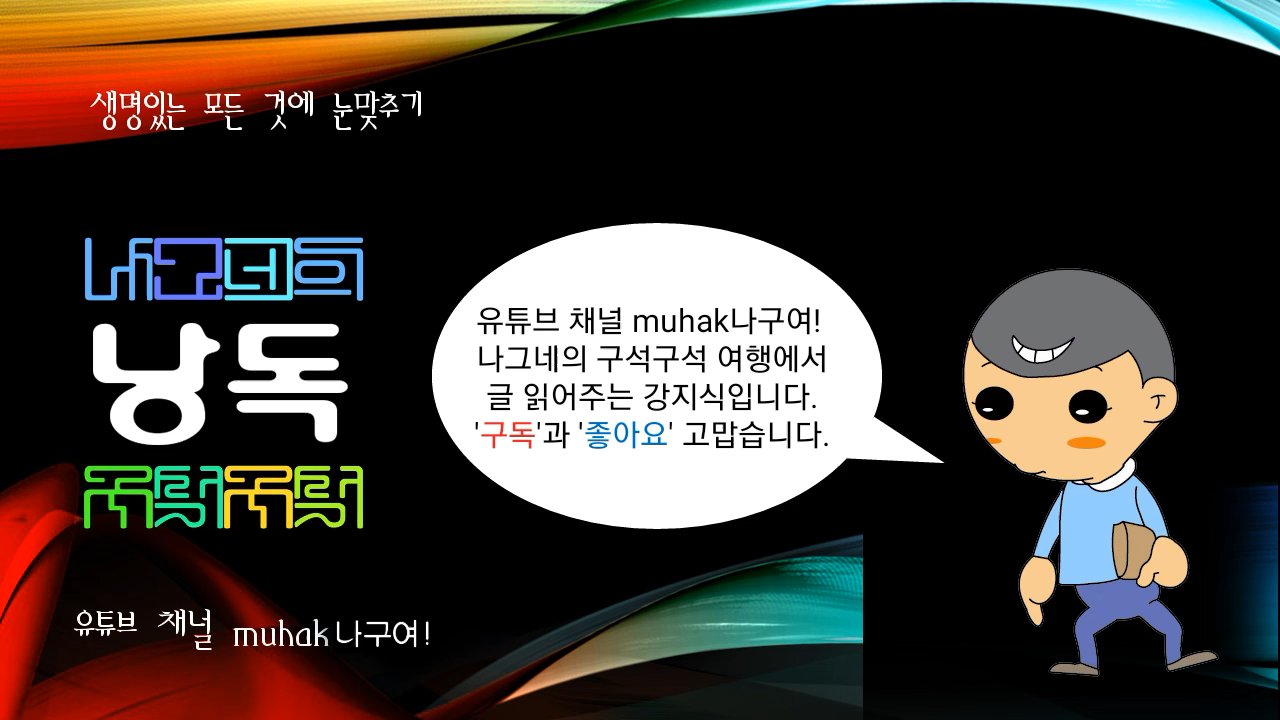 생명있는 모든 것에 눈맞추기
나그네의
낭독
구석구석
유튜브 채널 muhak나구여!
나그네의 구석구석 여행에서
글 읽어주는 강지식입니다.
'구독'과 '좋아요' 고맙습니다.
유튜브 채널 muhak나구여!